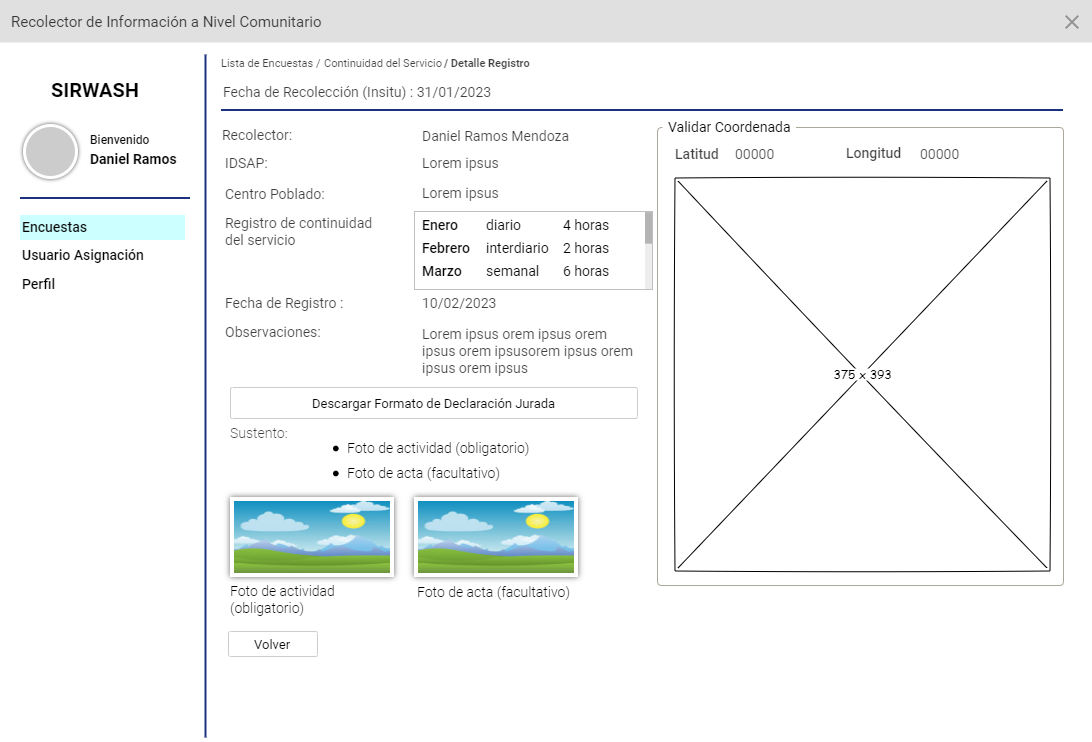 Recolector de Información a Nivel Comunitario
SIRWASH
Bienvenido
Daniel Ramos
Encuestas
Usuario Asignación
Perfil
Lista de Encuestas / Continuidad del Servicio / Detalle Registro
Fecha de Recolección (Insitu) : 31/01/2023
Recolector: Daniel Ramos Mendoza
IDSAP: Lorem ipsus
Centro Poblado: Lorem ipsus
Registro de continuidad
del servicio
Enero diario 4 horas
Febrero interdiario 2 horas
Marzo semanal 6 horas
Fecha de Registro : 10/02/2023
Observaciones: Lorem ipsus orem ipsus orem
ipsus orem ipsusorem ipsus orem
ipsus orem ipsus
Descargar Formato de Declaración Jurada
Sustento:
• Foto de actividad (obligatorio)
• Foto de acta (facultativo)
Foto de actividad
(obligatorio)
Foto de acta (facultativo)
Volver
Validar Coordenada
Latitud 00000 Longitud 00000
375 × 393